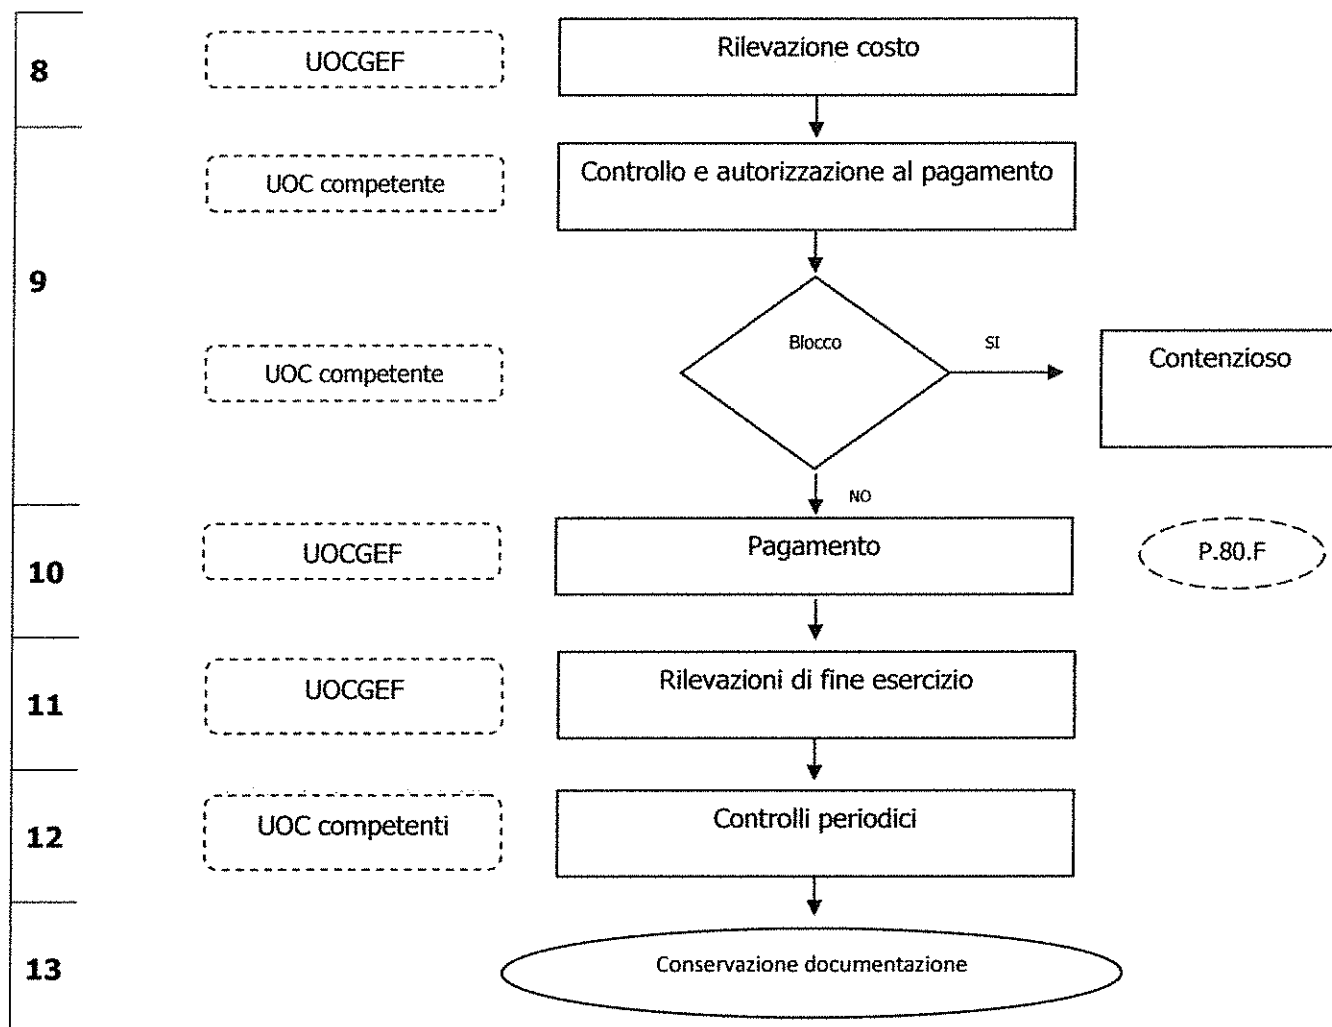 8
UOCGEF
Rilevazione costo
UOC competente
Controllo e autorizzazione al pagamento
9
UOC competente
Blocco
SI
Contenzioso
NO
10
UOCGEF
Pagamento
P.80.F
11
UOCGEF
Rilevazioni di fine esercizio
12
UOC competenti
Controlli periodici
13
Conservazione documentazione